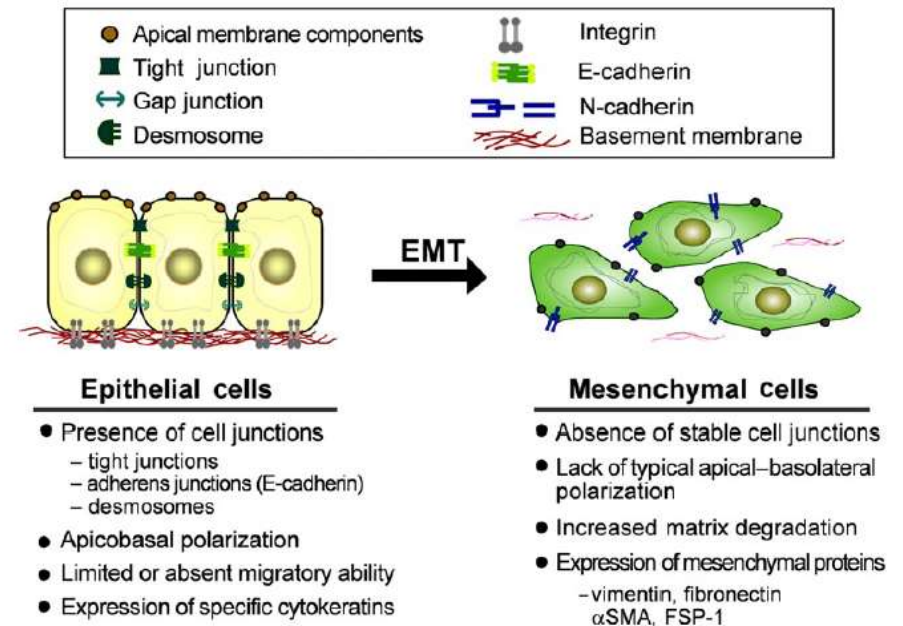 Apical membrane components
Tight junction
Gap junction
Desmosome
Integrin
E-cadherin
N-cadherin
Basement membrane
EMT
Epithelial cells
• Presence of cell junctions
– tight junctions
– adherens junctions (E-cadherin)
– desmosomes
• Apicobasal polarization
• Limited or absent migratory ability
• Expression of specific cytokeratins
Mesenchymal cells
• Absence of stable cell junctions
• Lack of typical apical–basolateral
polarization
• Increased matrix degradation
• Expression of mesenchymal proteins
–vimentin, fibronectin
αSMA, FSP-1